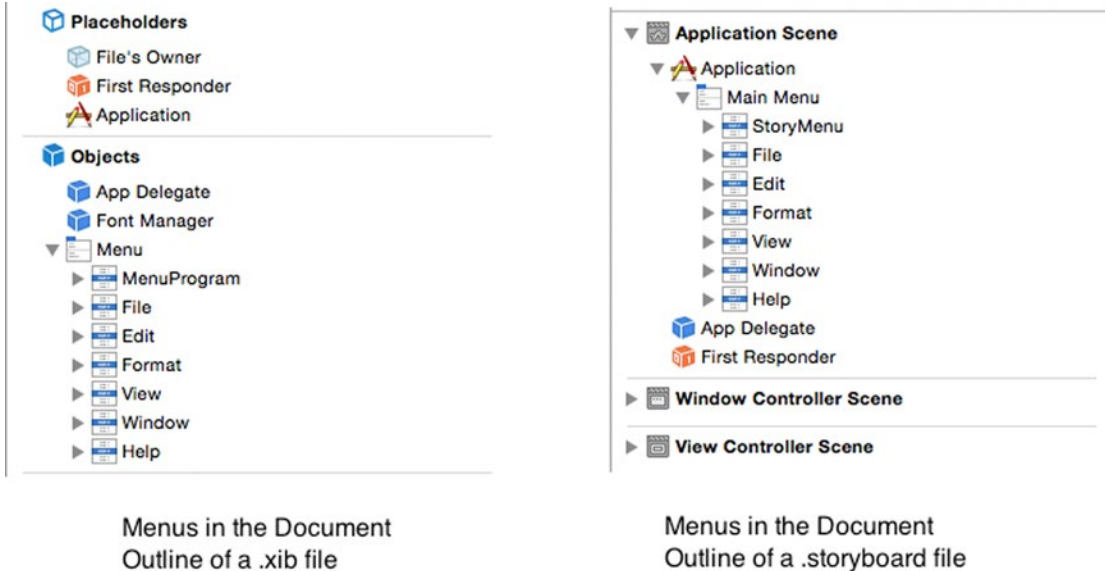 Placeholders
File's Owner
First Responder
Application
Objects
App Delegate
Font Manager
Menu
MenuProgram
File
Edit
Format
View
Window
Help
Menus in the Document
Outline of a .xib file
Application Scene
Application
Main Menu
StoryMenu
File
Edit
Format
View
Window
Help
App Delegate
First Responder
Window Controller Scene
View Controller Scene
Menus in the Document
Outline of a .storyboard file